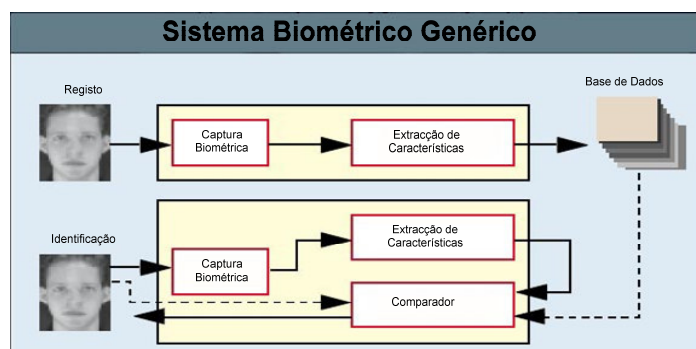 Sistema Biométrico Genérico
Registo
Base de Dados
Captura
Biométrica
Extracção de
Características
Identificação
Captura
Biométrica
Extracção de
Características
Comparador